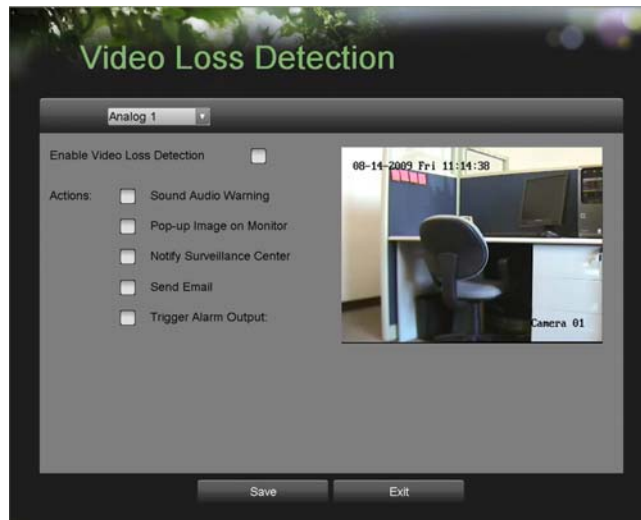 Video Loss Detection
Analog 1
Enable Video Loss Detection
08-14-2009 Fri 11:14:38
Actions:
Sound Audio Warning
Pop-up Image on Monitor
Notify Surveillance Center
Send Email
Trigger Alarm Output:
Camera 01
Save
Exit